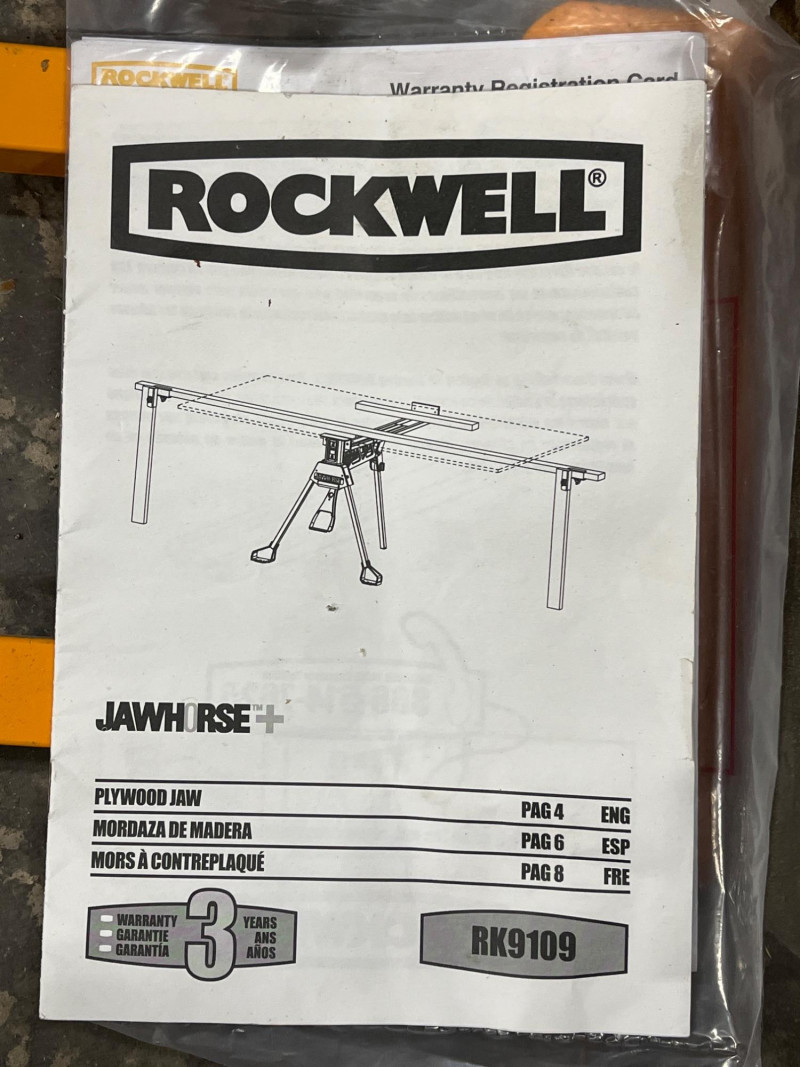 ROCKWELL
Warranty Registration Card
ROCKWELL®
JAWHORSE™+
PLYWOOD JAW PAG 4 ENG
MORDAZA DE MADERA PAG 6 ESP
MORS À CONTREPLAQUÉ PAG 8 FRE
WARRANTY 3 YEARS
GARANTIE ANS
GARANTÍA AÑOS
RK9109